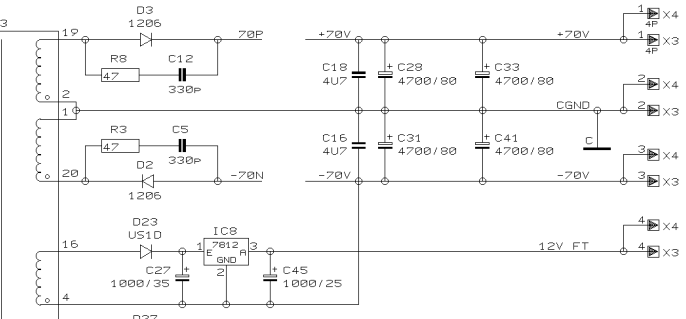 3
D3
1206
1
X4
19
70P
+70V
+70V
4P
1
X3
4P
R8
C12
C18
C28
C33
47
4U7
4700/80
4700/80
330P
2
X4
2
CGND
2
X3
1
R3
C5
C16
C31
C41
C
47
4U7
4700/80
4700/80
330P
3
X4
D2
20
-70N
-70V
-70V
3
X3
1206
D23
US1D
IC8
4
X4
16
1
7812
3
12V FT
4
X3
E
A
GND
C27
2
C45
1000/35
1000/25
4
D27